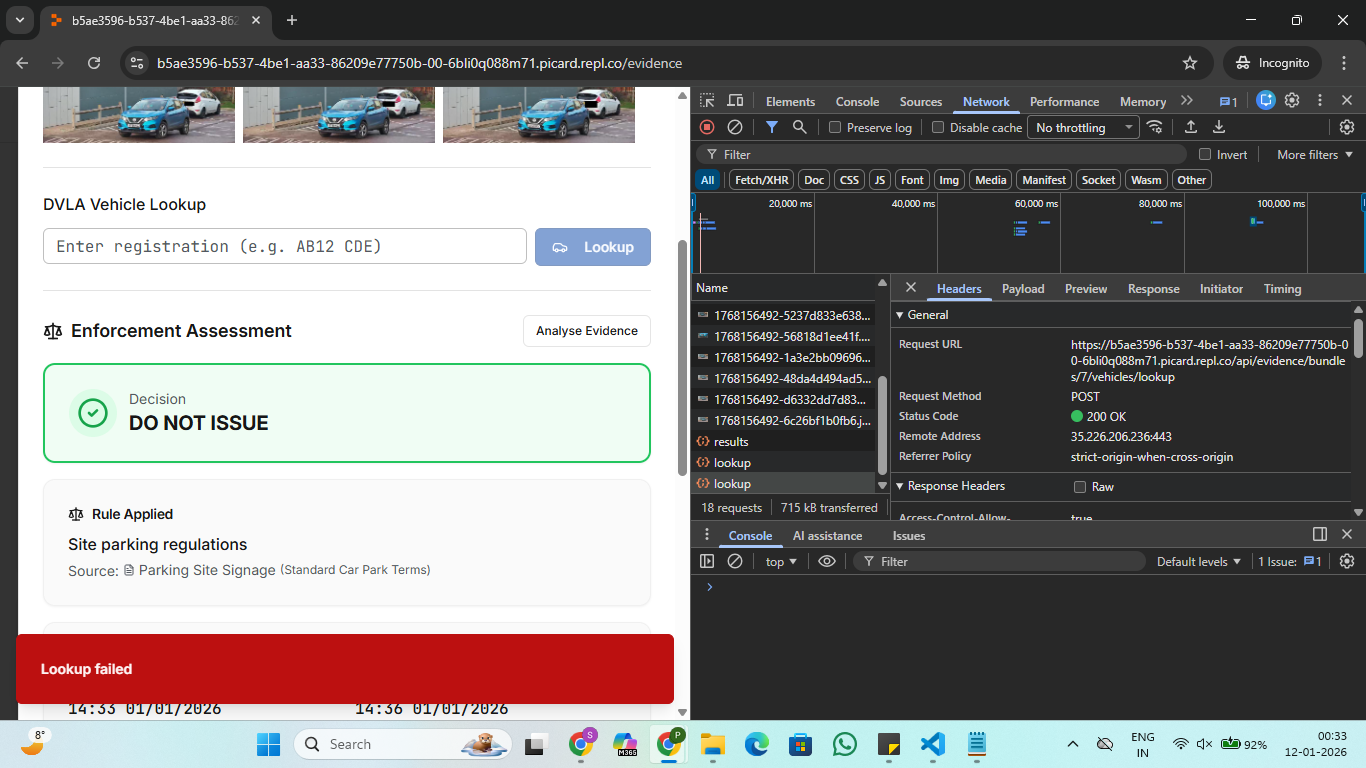 b5ae3596-b537-4be1-aa33-862
b5ae3596-b537-4be1-aa33-86209e77750b-00-6bli0q088m71.picard.repl.co/evidence
Incognito
DVLA Vehicle Lookup
Enter registration (e.g. AB12 CDE)
Lookup
Enforcement Assessment
Analyse Evidence
Decision
DO NOT ISSUE
Rule Applied
Site parking regulations
Source: Parking Site Signage (Standard Car Park Terms)
Lookup failed
14:33 01/01/2026 14:36 01/01/2026
Elements Console Sources Network Performance Memory 1
Preserve log Disable cache No throttling
Filter Invert More filters
All Fetch/XHR Doc CSS JS Font Img Media Manifest Socket Wasm Other
20,000 ms 40,000 ms 60,000 ms 80,000 ms 100,000 ms
Name
1768156492-5237d833e638...
1768156492-56818d1ee41f....
1768156492-1a3e2bb09696...
1768156492-48da4d494ad5...
1768156492-d6332dd7d83...
1768156492-6c26bf1b0fb6.j...
results
lookup
lookup
18 requests 715 kB transferred
Headers Payload Preview Response Initiator Timing
General
Request URL https://b5ae3596-b537-4be1-aa33-86209e77750b-0
0-6bli0q088m71.picard.repl.co/api/evidence/bundle
s/7/vehicles/lookup
Request Method POST
Status Code 200 OK
Remote Address 35.226.206.236:443
Referrer Policy strict-origin-when-cross-origin
Response Headers Raw
Access-Control-Allow- true
Console AI assistance Issues
top Filter Default levels 1 Issue: 1
8°
Search
S
M365
P
ENG
IN
92%
00:33
12-01-2026